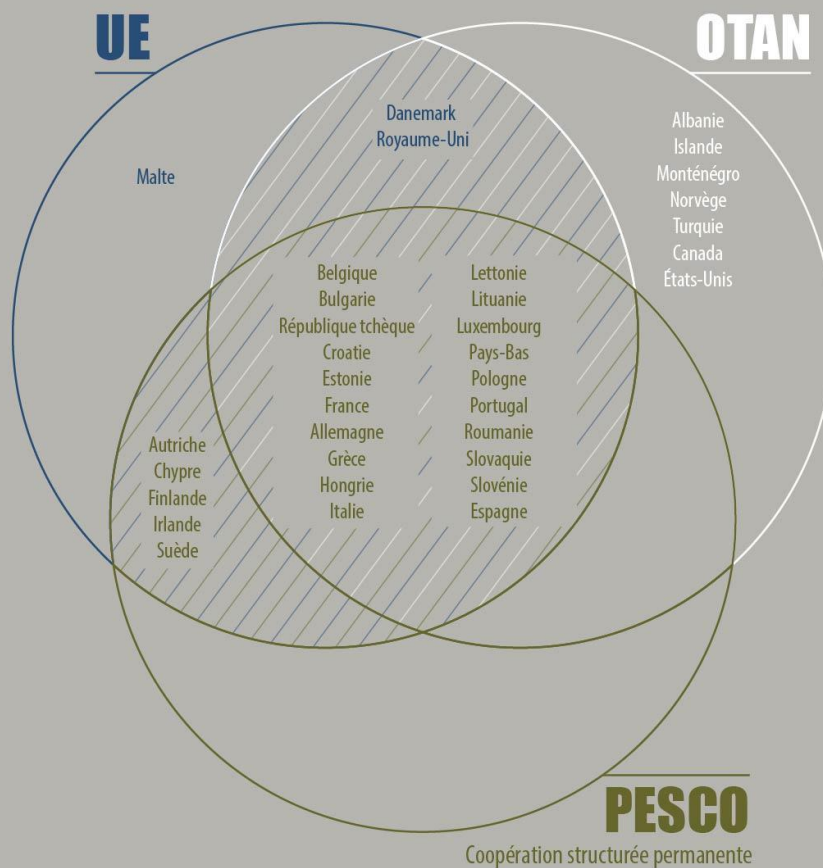 UE
OTAN
Danemark
Royaume-Uni
Malte
Albanie
Islande
Monténégro
Norvège
Turquie
Canada
États-Unis
Belgique
Bulgarie
République tchèque
Croatie
Estonie
France
Allemagne
Grèce
Hongrie
Italie
Lettonie
Lituanie
Luxembourg
Pays-Bas
Pologne
Portugal
Roumanie
Slovaquie
Slovénie
Espagne
Autriche
Chypre
Finlande
Irlande
Suède
PESCO
Coopération structurée permanente